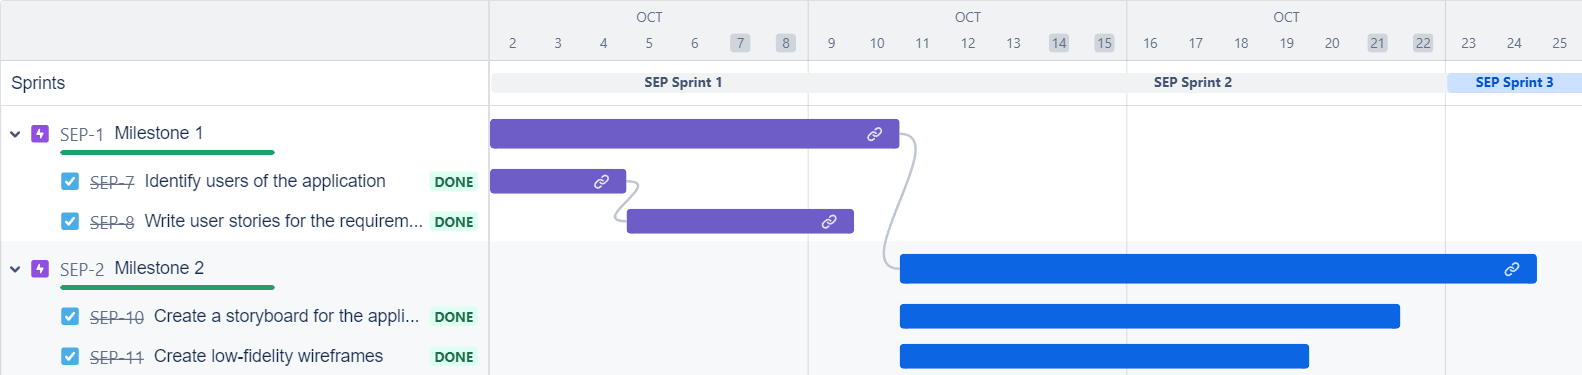 OCT OCT OCT
2 3 4 5 6 7 8 9 10 11 12 13 14 15 16 17 18 19 20 21 22 23 24 25
Sprints SEP Sprint 1 SEP Sprint 2 SEP Sprint 3
SEP-1 Milestone 1
SEP-7 Identify users of the application DONE
SEP-8 Write user stories for the requirem... DONE
SEP-2 Milestone 2
SEP-10 Create a storyboard for the appli... DONE
SEP-11 Create low-fidelity wireframes DONE